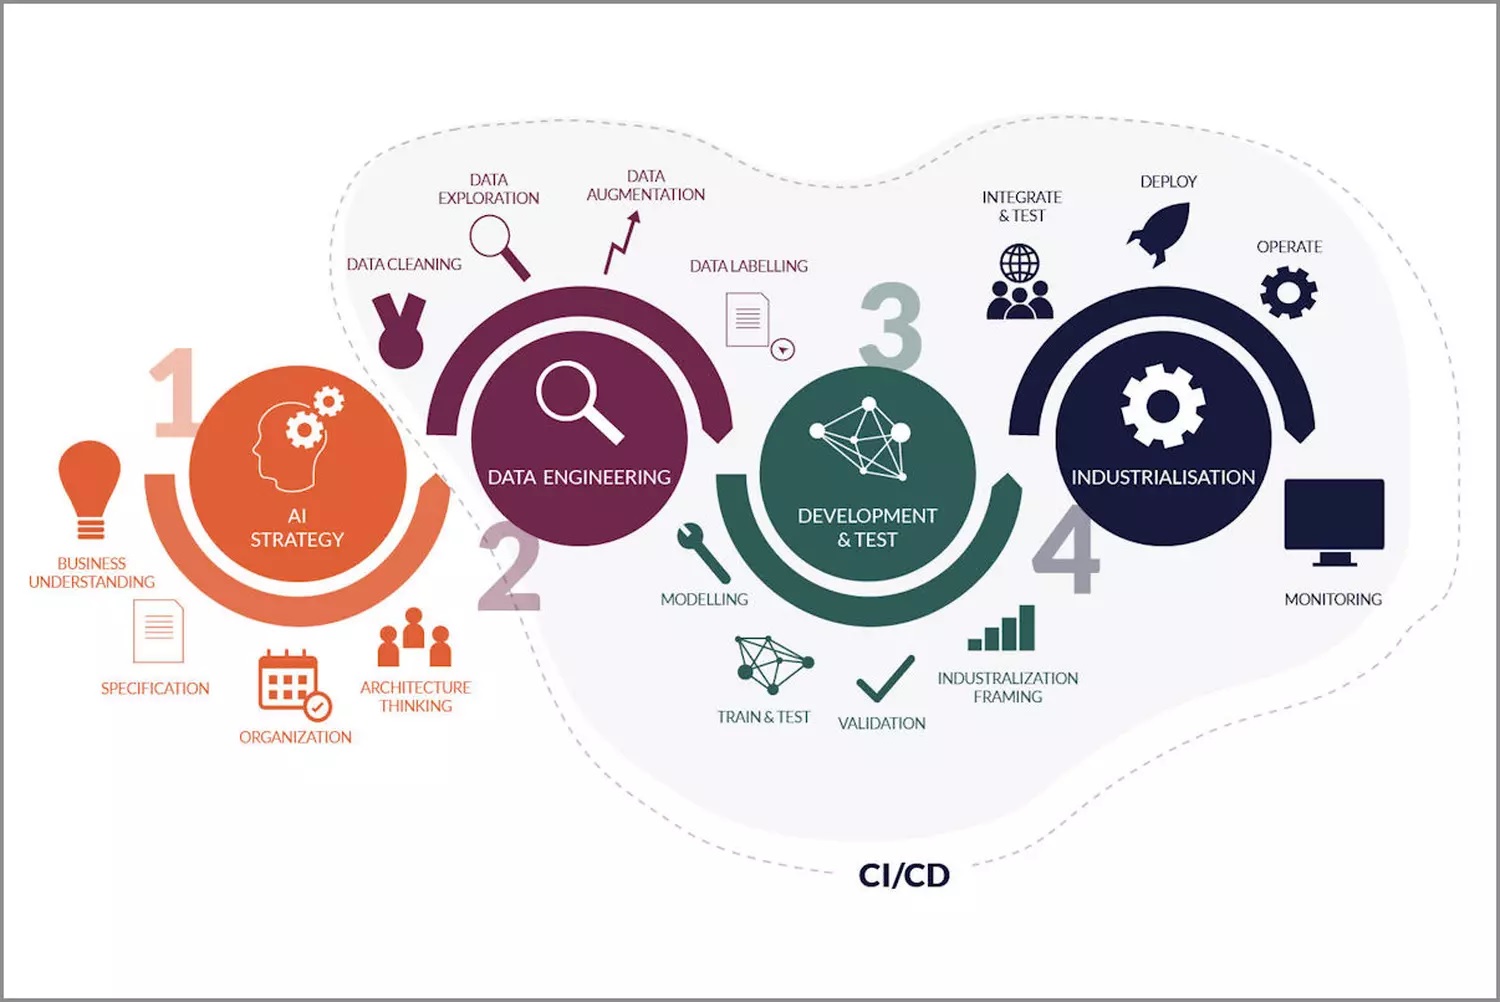 1
AI
STRATEGY
BUSINESS
UNDERSTANDING
SPECIFICATION
ORGANIZATION
ARCHITECTURE
THINKING
2
DATA ENGINEERING
DATA CLEANING
DATA
EXPLORATION
DATA
AUGMENTATION
DATA LABELLING
3
DEVELOPMENT
& TEST
MODELLING
TRAIN & TEST
VALIDATION
INDUSTRALIZATION
FRAMING
4
INDUSTRIALISATION
INTEGRATE
& TEST
DEPLOY
OPERATE
MONITORING
CI/CD